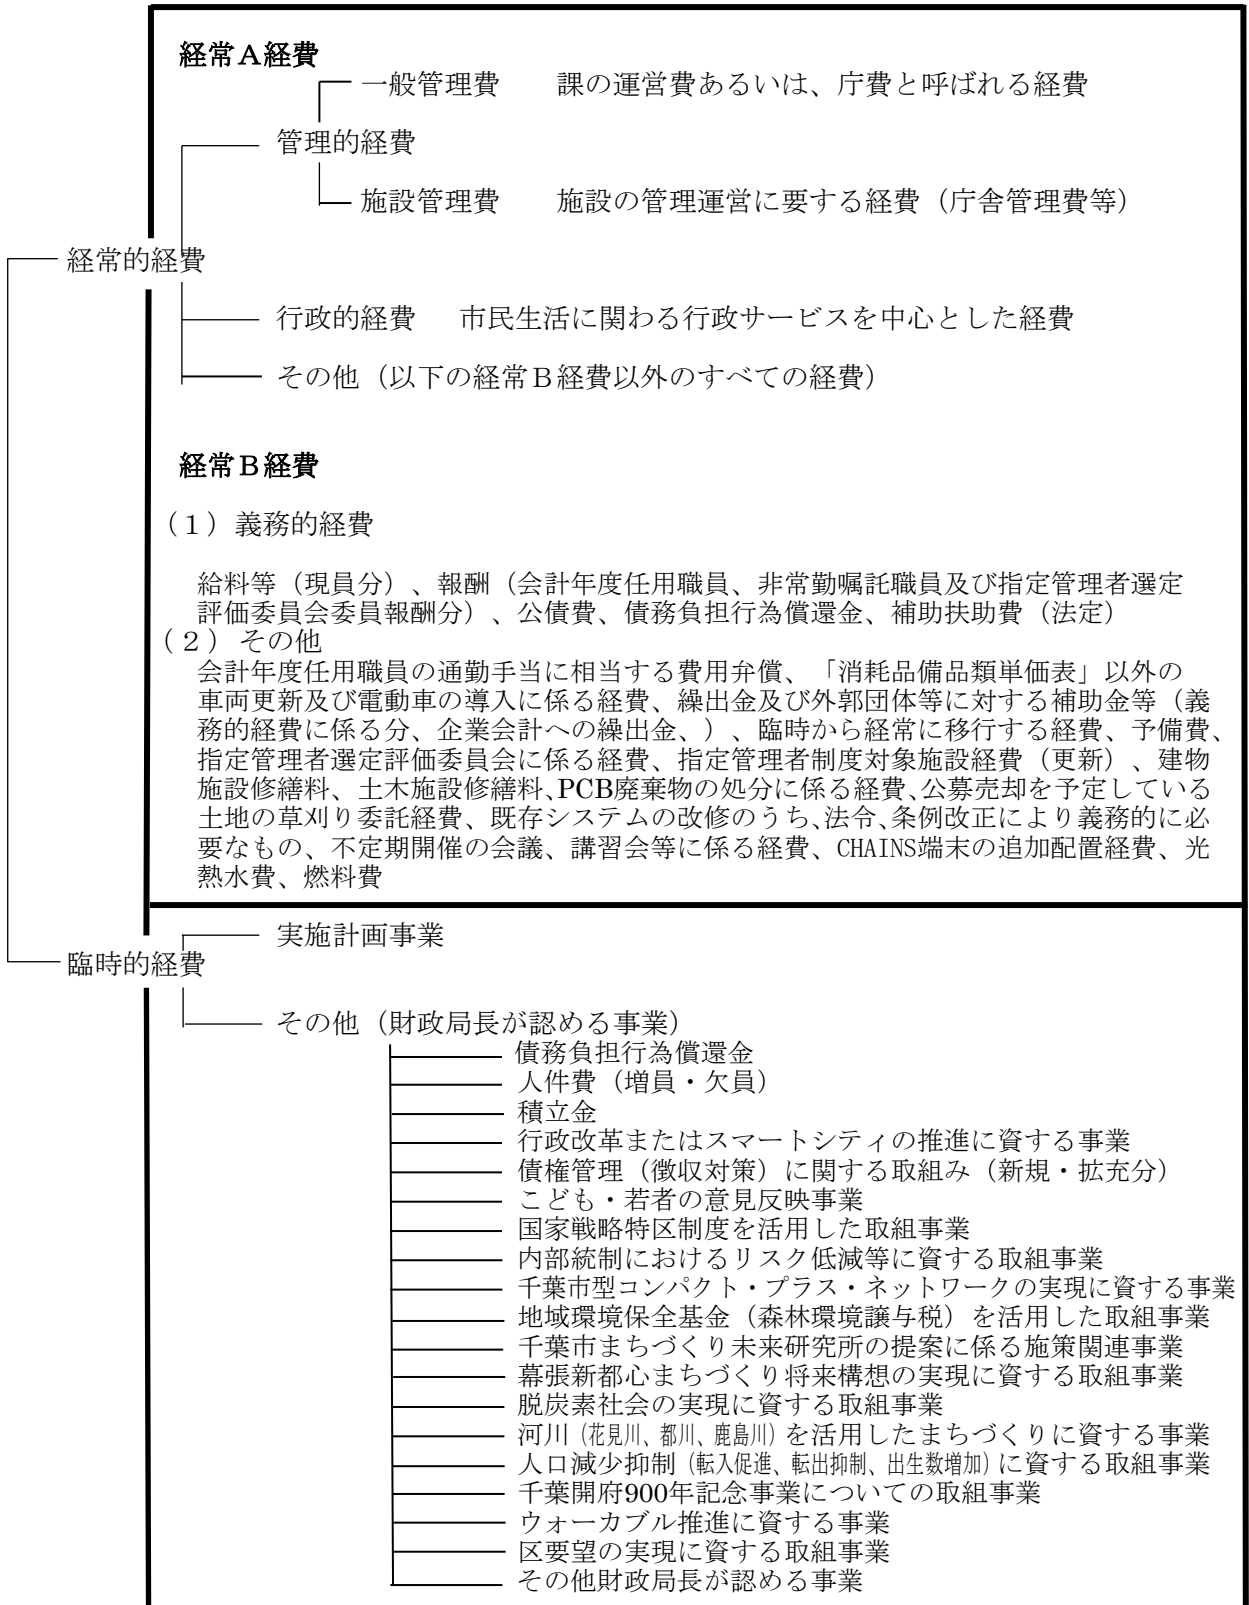 経常Ａ経費
一般管理費　課の運営費あるいは、庁費と呼ばれる経費
管理的経費
施設管理費　施設の管理運営に要する経費（庁舎管理費等）
経常的経費
行政的経費　市民生活に関わる行政サービスを中心とした経費
その他（以下の経常Ｂ経費以外のすべての経費）
経常Ｂ経費
（１）義務的経費
給料等（現員分）、報酬（会計年度任用職員、非常勤嘱託職員及び指定管理者選定
評価委員会委員報酬分）、公債費、債務負担行為償還金、補助扶助費（法定）
（２）その他
会計年度任用職員の通勤手当に相当する費用弁償、「消耗品備品類単価表」以外の
車両更新及び電動車の導入に係る経費、繰出金及び外郭団体等に対する補助金等（義
務的経費に係る分、企業会計への繰出金、）、臨時から経常に移行する経費、予備費、
指定管理者選定評価委員会に係る経費、指定管理者制度対象施設経費（更新）、建物
施設修繕料、土木施設修繕料、PCB廃棄物の処分に係る経費、公募売却を予定している
土地の草刈り委託経費、既存システムの改修のうち、法令、条例改正により義務的に必
要なもの、不定期開催の会議、講習会等に係る経費、CHAINS端末の追加配置経費、光
熱水費、燃料費
実施計画事業
臨時的経費
その他（財政局長が認める事業）
債務負担行為償還金
人件費（増員・欠員）
積立金
行政改革またはスマートシティの推進に資する事業
債権管理（徴収対策）に関する取組み（新規・拡充分）
こども・若者の意見反映事業
国家戦略特区制度を活用した取組事業
内部統制におけるリスク低減等に資する取組事業
千葉市型コンパクト・プラス・ネットワークの実現に資する事業
地域環境保全基金（森林環境譲与税）を活用した取組事業
千葉市まちづくり未来研究所の提案に係る施策関連事業
幕張新都心まちづくり将来構想の実現に資する取組事業
脱炭素社会の実現に資する取組事業
河川（花見川、都川、鹿島川）を活用したまちづくりに資する事業
人口減少抑制（転入促進、転出抑制、出生数増加）に資する取組事業
千葉開府900年記念事業についての取組事業
ウォーカブル推進に資する事業
区要望の実現に資する取組事業
その他財政局長が認める事業